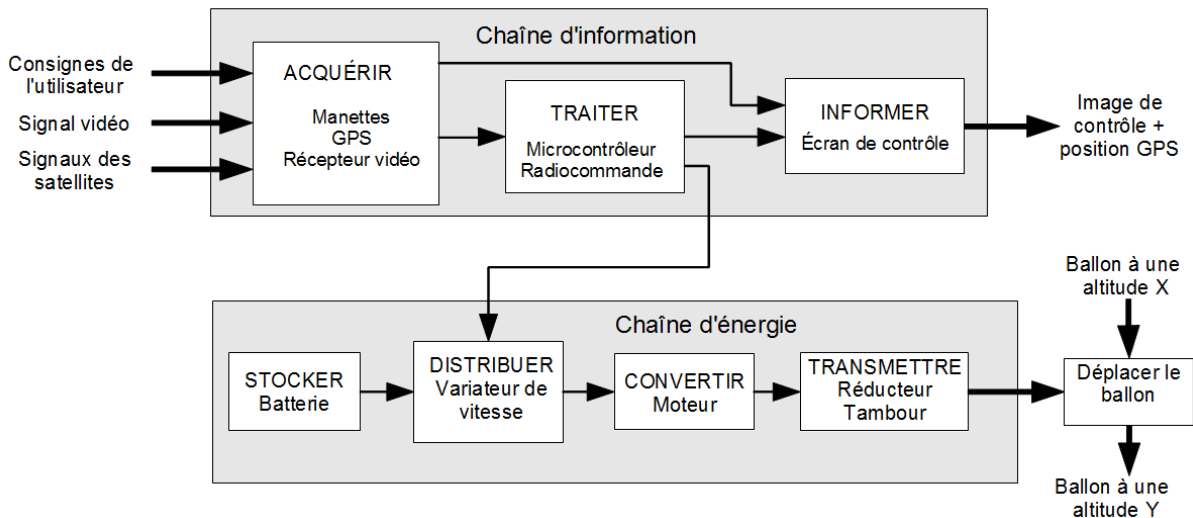 Chaîne d'information
Consignes de
l'utilisateur
Signal vidéo
Signaux des
satellites
ACQUÉRIR
Manettes
GPS
Récepteur vidéo
TRAITER
Microcontrôleur
Radiocommande
INFORMER
Écran de contrôle
Image de
contrôle +
position GPS
Chaîne d'énergie
STOCKER
Batterie
DISTRIBUER
Variateur de
vitesse
CONVERTIR
Moteur
TRANSMETTRE
Réducteur
Tambour
Ballon à une
altitude X
Déplacer le
ballon
Ballon à une
altitude Y